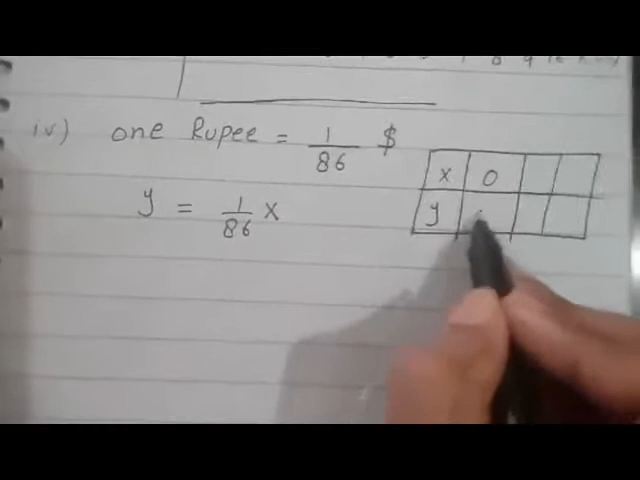 iv) one Rupee = 1/86 $
x 0
y = 1/86 x
y